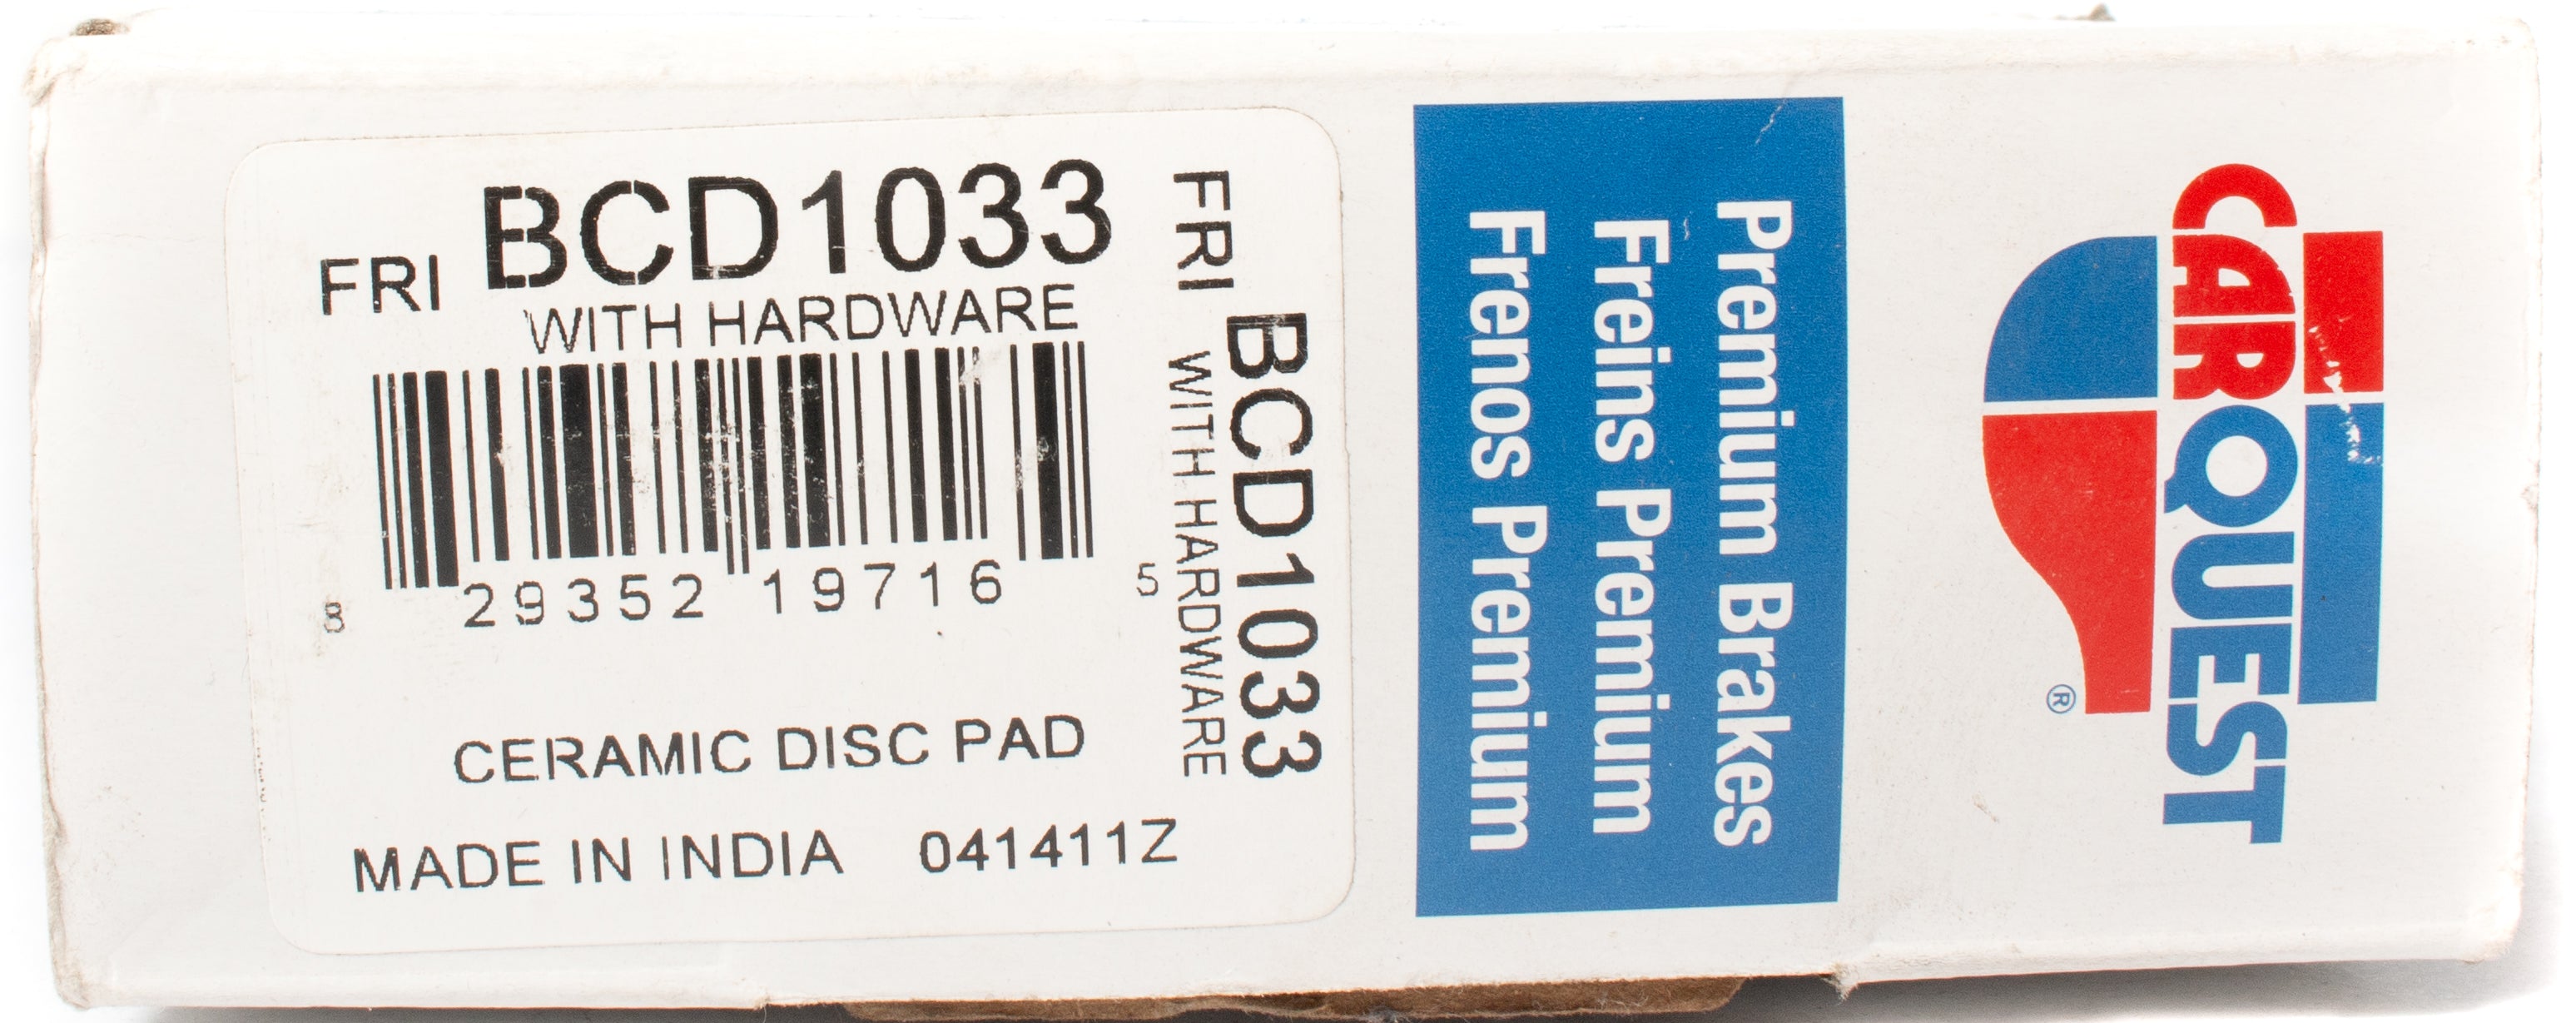 FRI BCD1033
WITH HARDWARE
8 29352 19716 5
CERAMIC DISC PAD
MADE IN INDIA 041411Z
FRI BCD1033
WITH HARDWARE
Premium Brakes
Freins Premium
Frenos Premium
CARQUEST
®